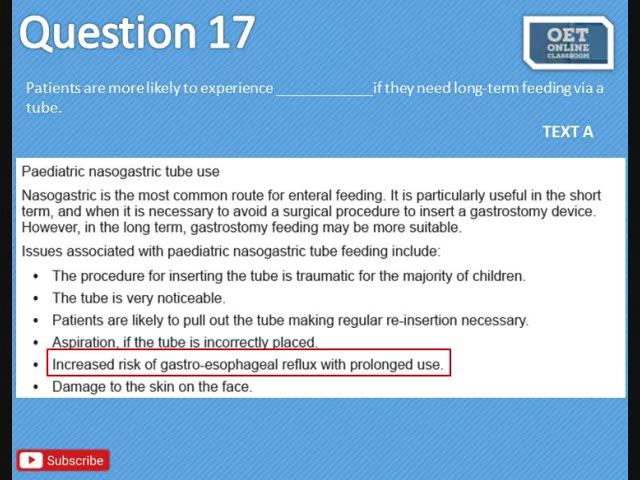 Question 17
OET
ONLINE
CLASSROOM
Patients are more likely to experience ____________if they need long-term feeding via a
tube.
TEXT A
Paediatric nasogastric tube use
Nasogastric is the most common route for enteral feeding. It is particularly useful in the short
term, and when it is necessary to avoid a surgical procedure to insert a gastrostomy device.
However, in the long term, gastrostomy feeding may be more suitable.
Issues associated with paediatric nasogastric tube feeding include:
• The procedure for inserting the tube is traumatic for the majority of children.
• The tube is very noticeable.
• Patients are likely to pull out the tube making regular re-insertion necessary.
• Aspiration, if the tube is incorrectly placed.
• Increased risk of gastro-esophageal reflux with prolonged use.
• Damage to the skin on the face.
Subscribe